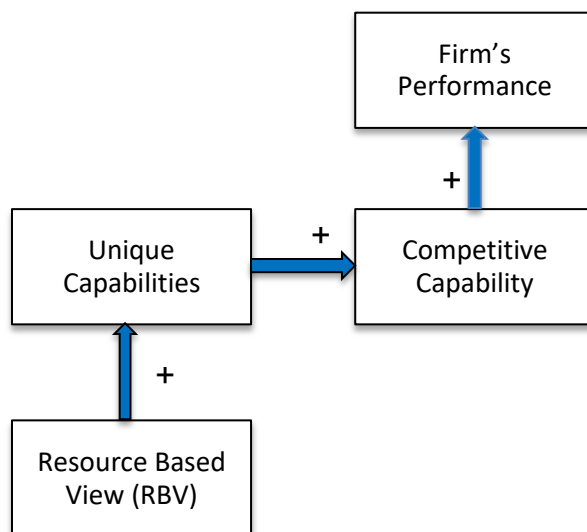 Firm’s
Performance
+
+
Unique
Capabilities
Competitive
Capability
+
Resource Based
View (RBV)